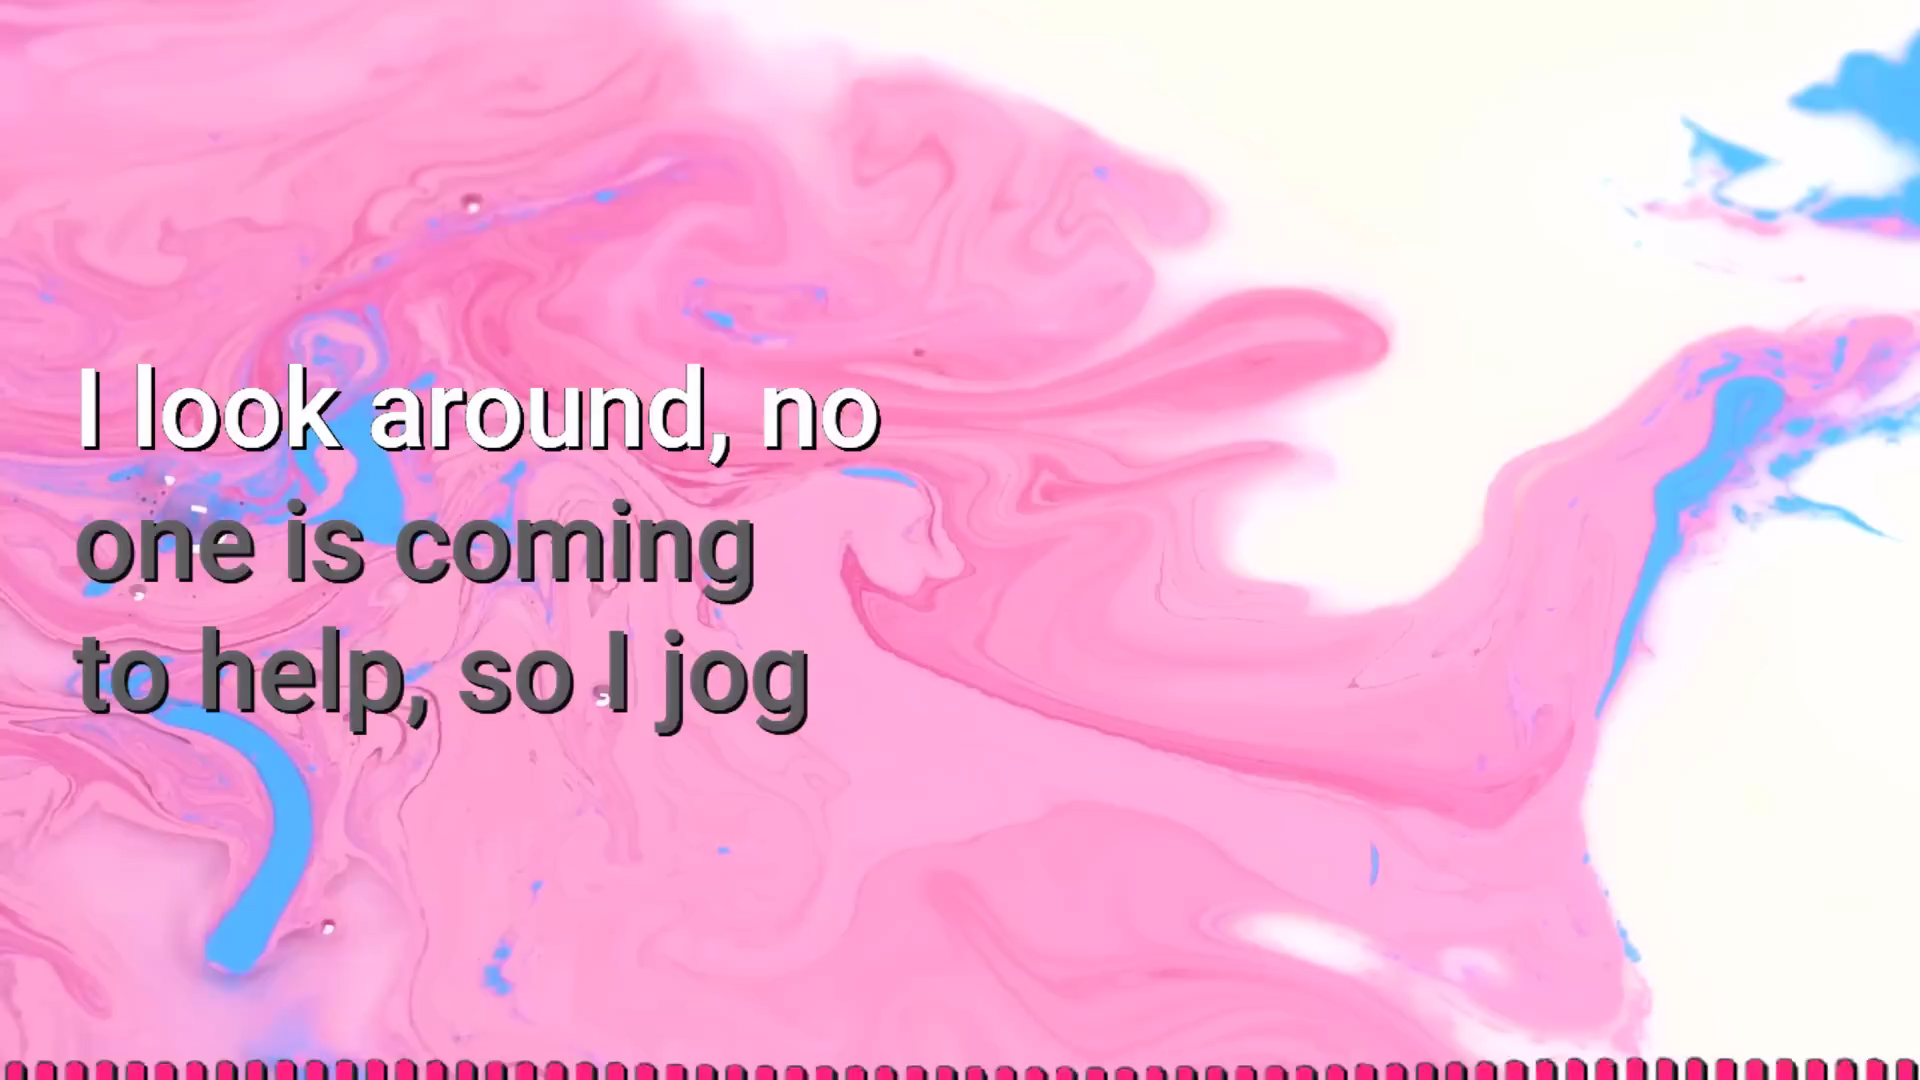 I look around, no
one is coming
to help, so I jog